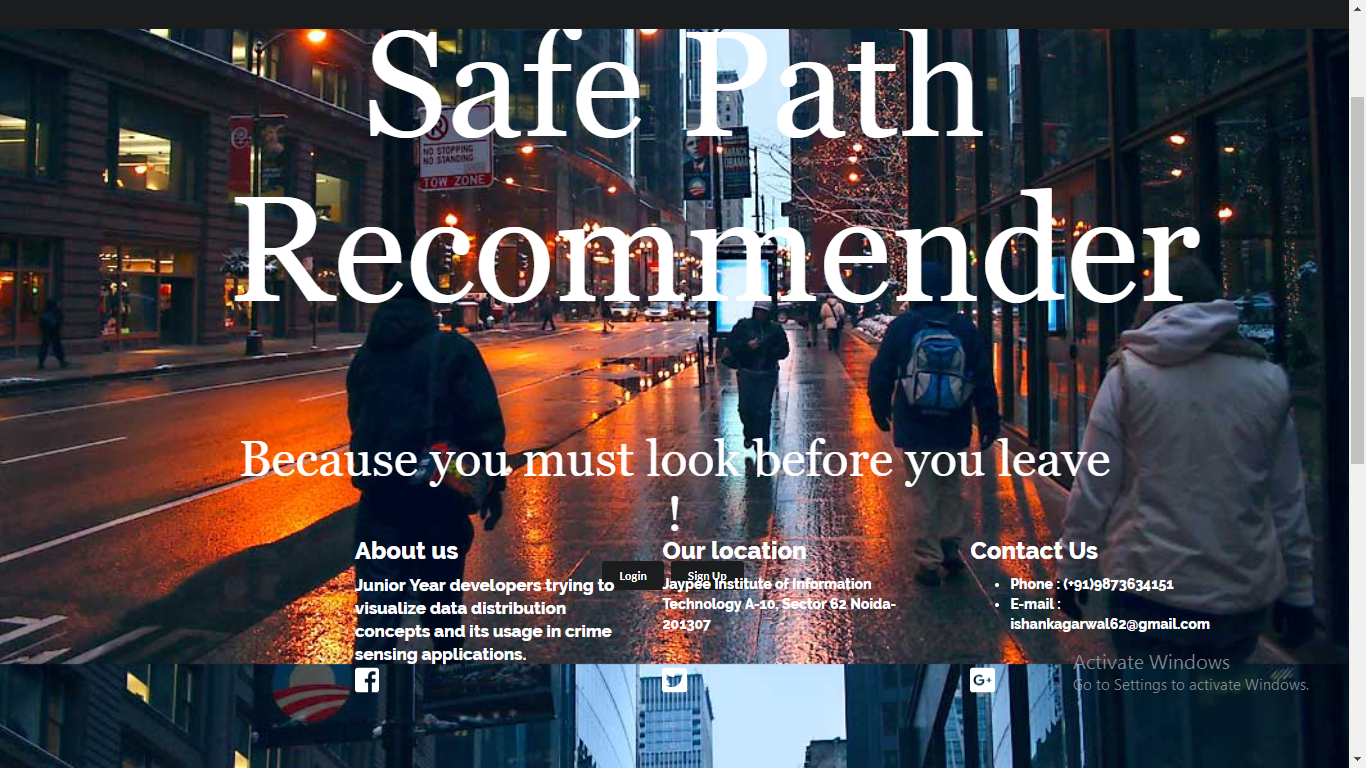 Safe Path
Recommender
NO STOPPING
NO STANDING
TOW ZONE
BARACK
OBAMA
Because you must look before you leave
!
About us
Our location
Contact Us
Login
Sign Up
Junior Year developers trying to
visualize data distribution
concepts and its usage in crime
sensing applications.
Jaypee Institute of Information
Technology A-10, Sector 62 Noida-
201307
Phone : (+91)9873634151
E-mail :
ishankagarwal62@gmail.com
Activate Windows
Go to Settings to activate Windows.
G+